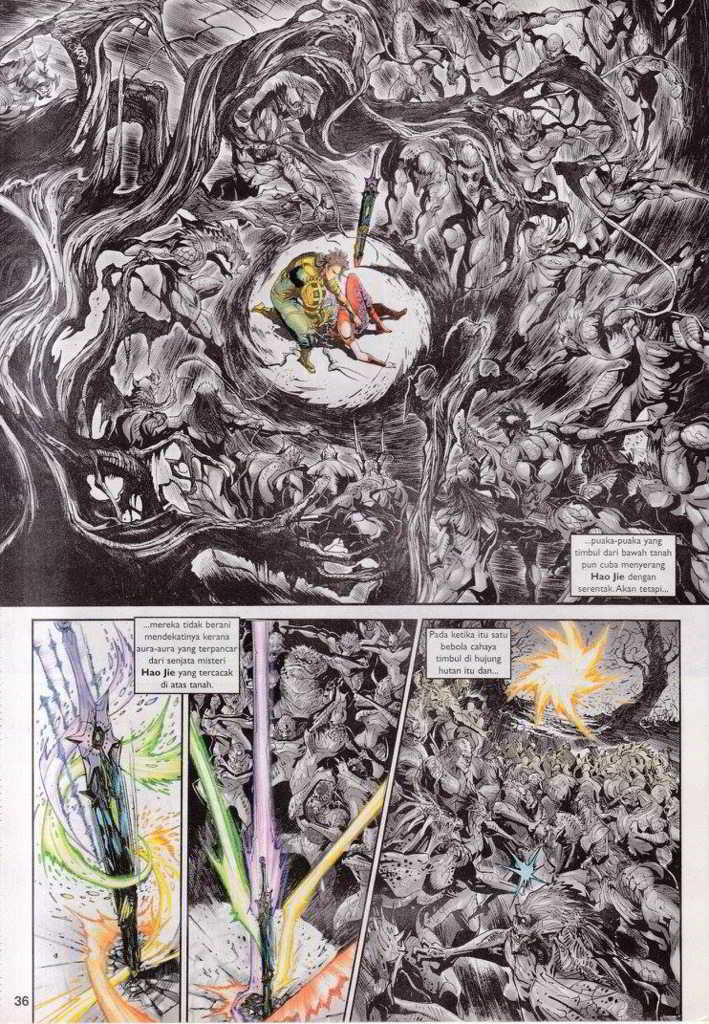 ...puaka-puaka yang
timbul dari bawah tanah
pun cuba menyerang
Hao Jie dengan
serentak. Akan tetapi...
...mereka tidak berani
mendekatinya kerana
aura-aura yang terpancar
dari senjata misteri
Hao Jie yang tercacak
di atas tanah.
Pada ketika itu satu
bebola cahaya
timbul di hujung
hutan itu dan...
36